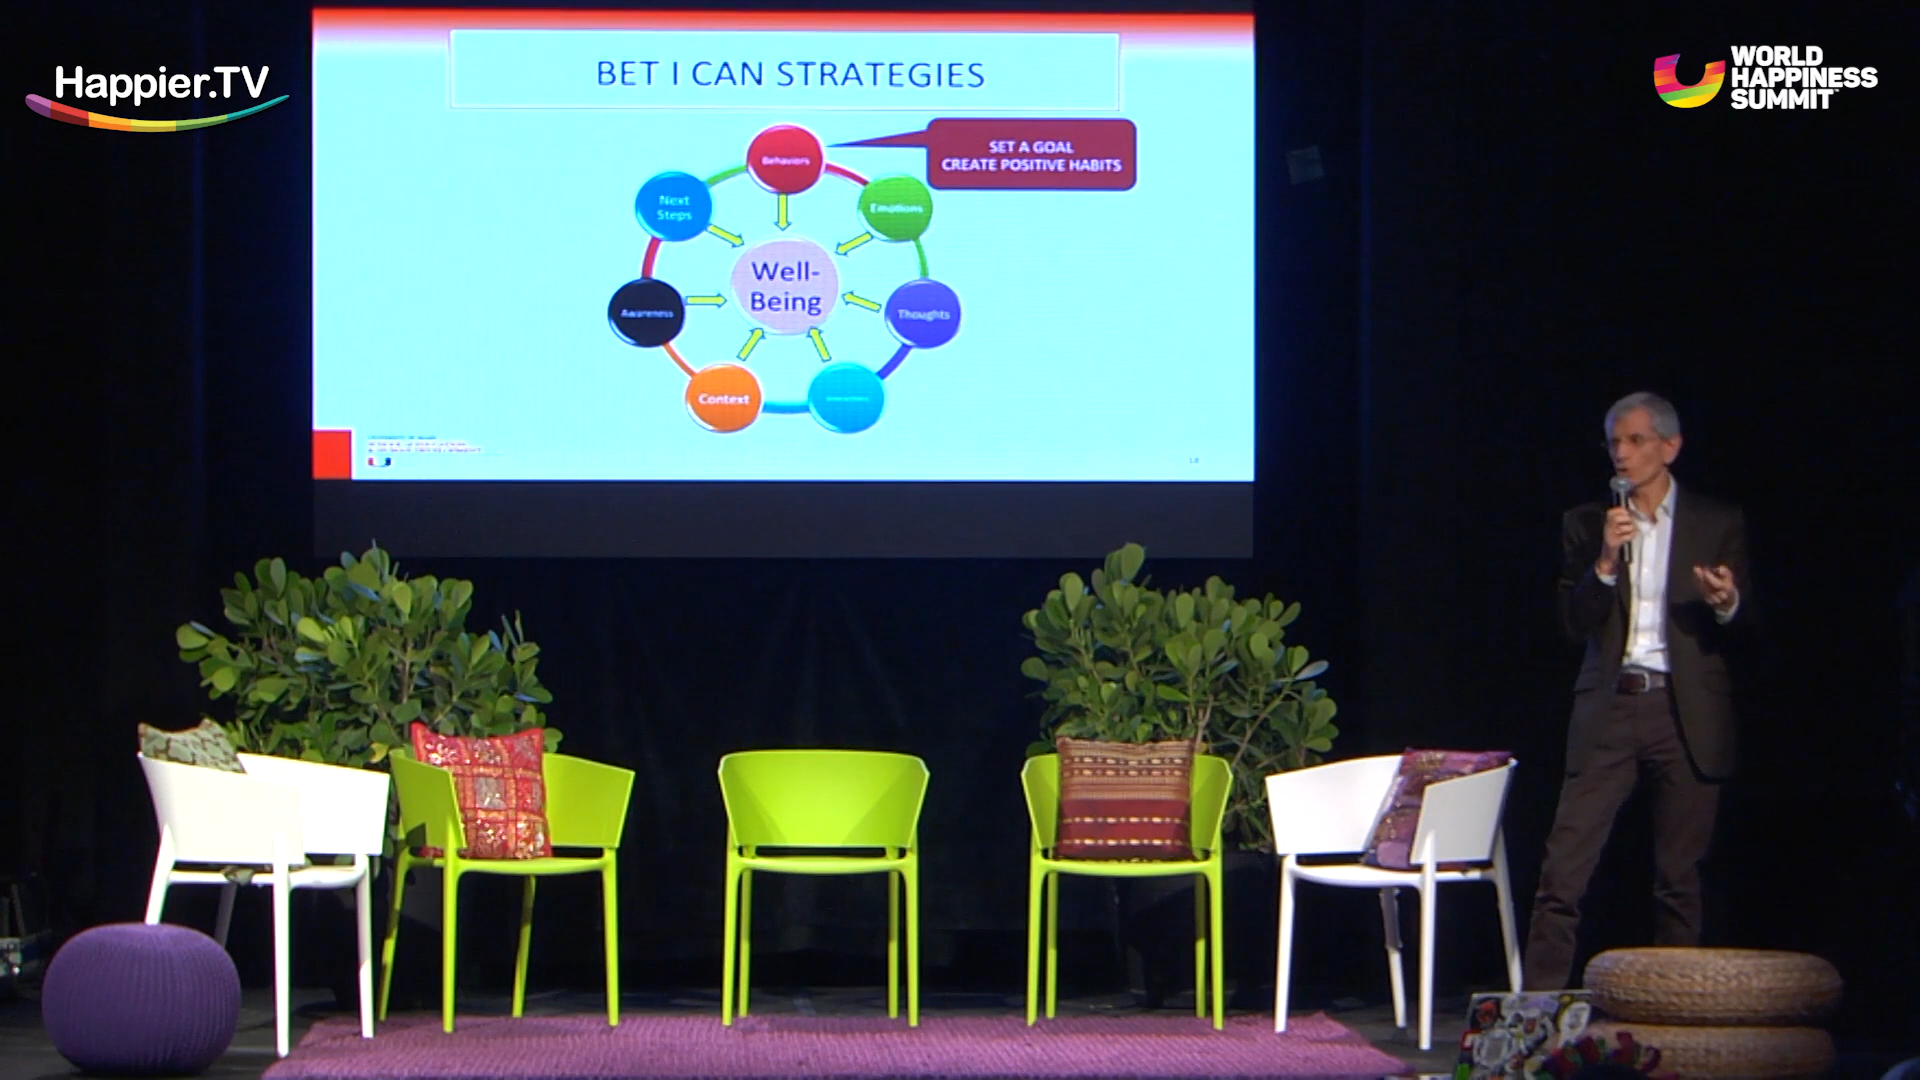 Happier.TV
WORLD
HAPPINESS
SUMMIT
BET I CAN STRATEGIES
SET A GOAL
CREATE POSITIVE HABITS
Behaviors
Next
Steps
Emotions
Well-
Being
Awareness
Thoughts
Context
18